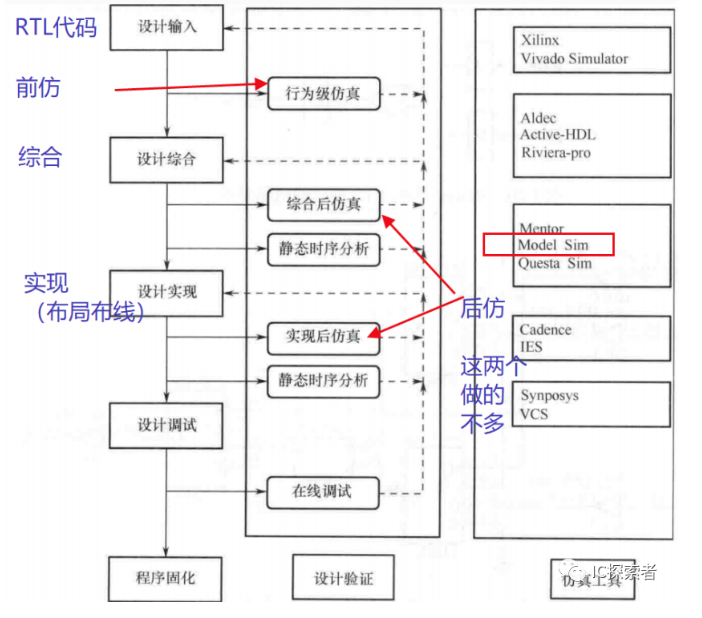 RTL代码
设计输入
前仿
行为级仿真
综合
设计综合
综合后仿真
静态时序分析
实现
（布局布线）
设计实现
后仿
实现后仿真
这两个
做的
不多
静态时序分析
设计调试
在线调试
程序固化
设计验证
Xilinx
Vivado Simulator
Aldec
Active-HDL
Riviera-pro
Mentor
Model Sim
Questa Sim
Cadence
IES
Synposys
VCS
仿真工具
IC探索者